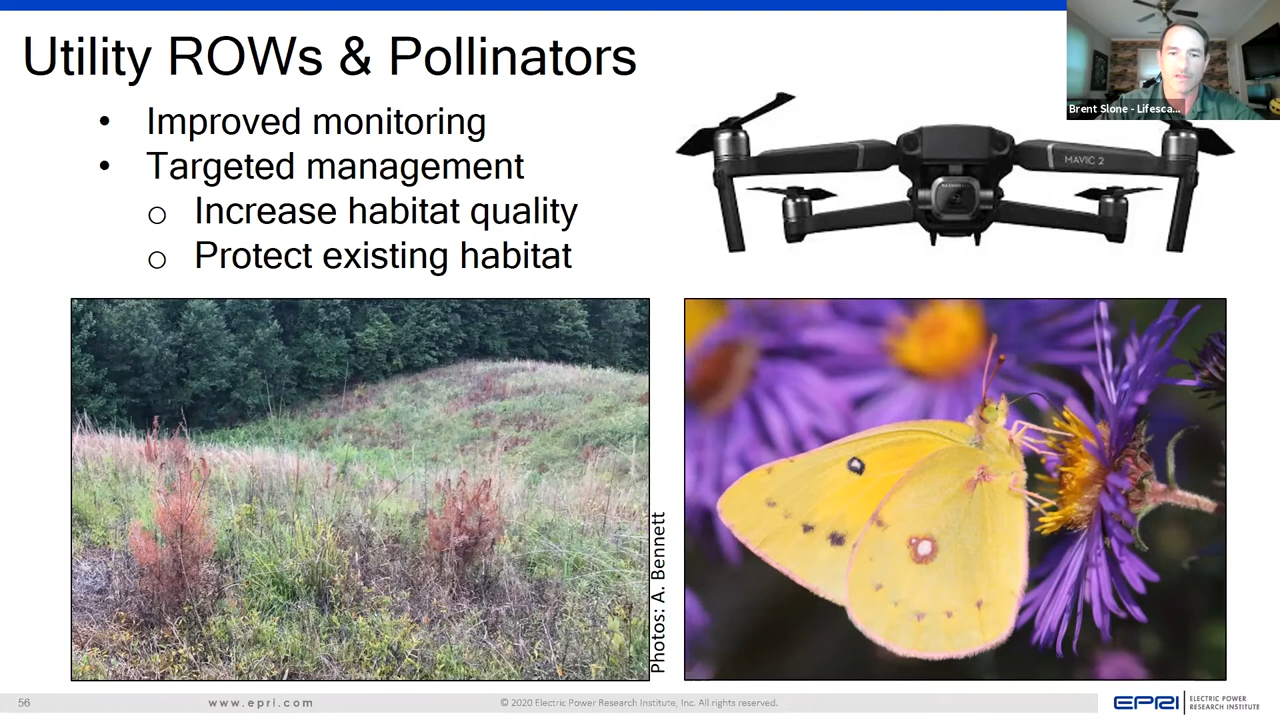 Utility ROWs & Pollinators
Brent Slone - Lifesca...
• Improved monitoring
• Targeted management
o Increase habitat quality
o Protect existing habitat
MAVIC 2
Photos: A. Bennett
56
www.epri.com
© 2020 Electric Power Research Institute, Inc. All rights reserved.
EPRI
ELECTRIC POWER
RESEARCH INSTITUTE